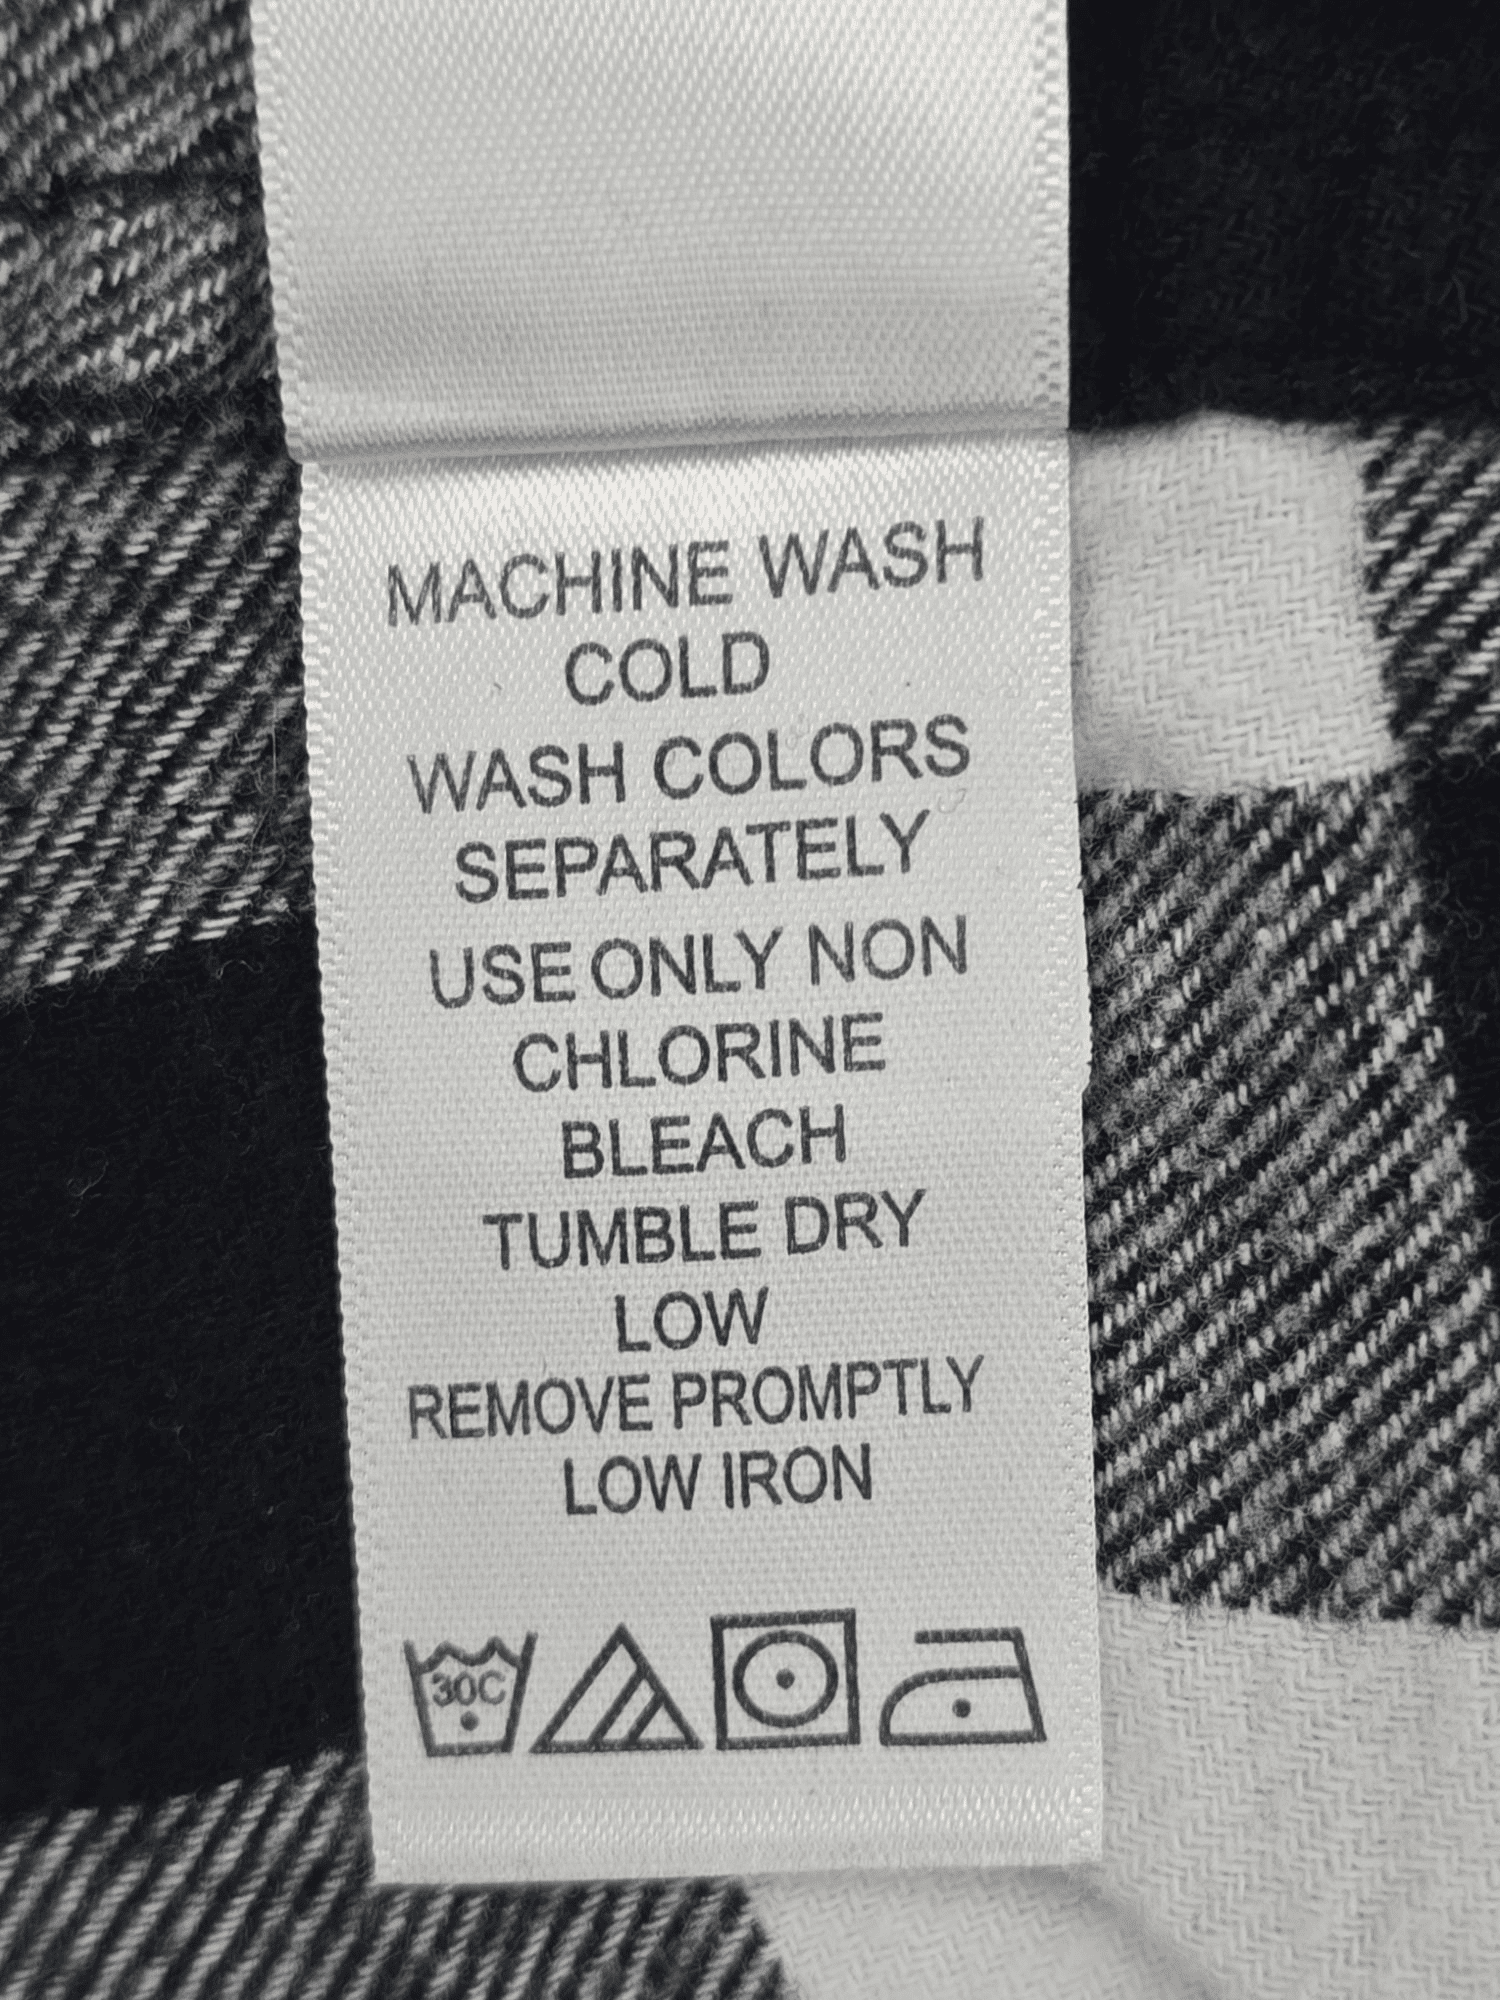 MACHINE WASH
COLD
WASH COLORS
SEPARATELY
USE ONLY NON
CHLORINE
BLEACH
TUMBLE DRY
LOW
REMOVE PROMPTLY
LOW IRON
30C